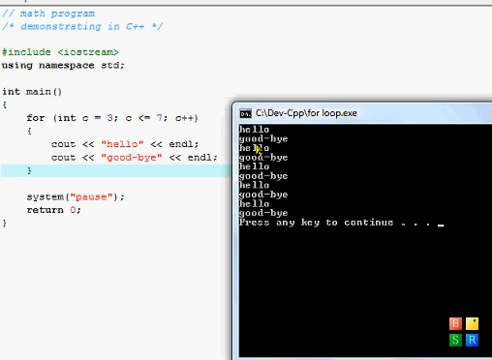 // math program
/* demonstrating in C++ */
#include <iostream>
using namespace std;
int main()
{
for (int c = 3; c <= 7; c++)
{
cout << "hello" << endl;
cout << "good-bye" << endl;
}
system("pause");
return 0;
}
C:\Dev-Cpp\for loop.exe
hello
good-bye
hello
good-bye
hello
good-bye
hello
good-bye
hello
good-bye
Press any key to continue . . . _
B
S R